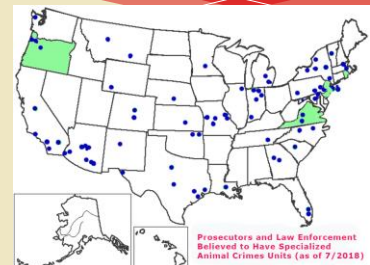 Prosecutors and Law Enforcement
Believed to Have Specialized
Animal Crimes Units (as of 7/2018)